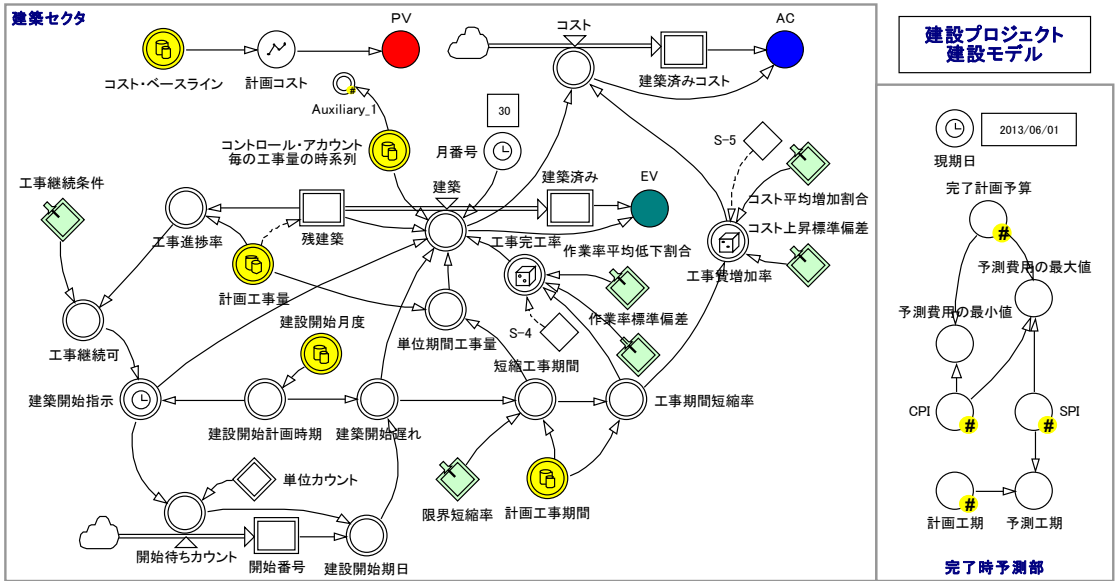 建築セクタ
PV
コスト
AC
コスト・ベースライン
計画コスト
建築済みコスト
Auxiliary_1
#
30
コントロール・アカウント
毎の工事量の時系列
月番号
S-5
工事継続条件
建築
建築済み
EV
コスト平均増加割合
工事進捗率
残建築
工事完工率
作業率平均低下割合
コスト上昇標準偏差
工事費増加率
計画工事量
建設開始月度
単位期間工事量
S-4
作業率標準偏差
工事継続可
短縮工事期間
建築開始指示
建設開始計画時期
建築開始遅れ
工事期間短縮率
単位カウント
限界短縮率
計画工事期間
開始待ちカウント
開始番号
建設開始期日
建設プロジェクト
建設モデル
2013/06/01
現期日
完了計画予算
#
予測費用の最大値
予測費用の最小値
CPI
#
SPI
#
#
計画工期
予測工期
完了時予測部